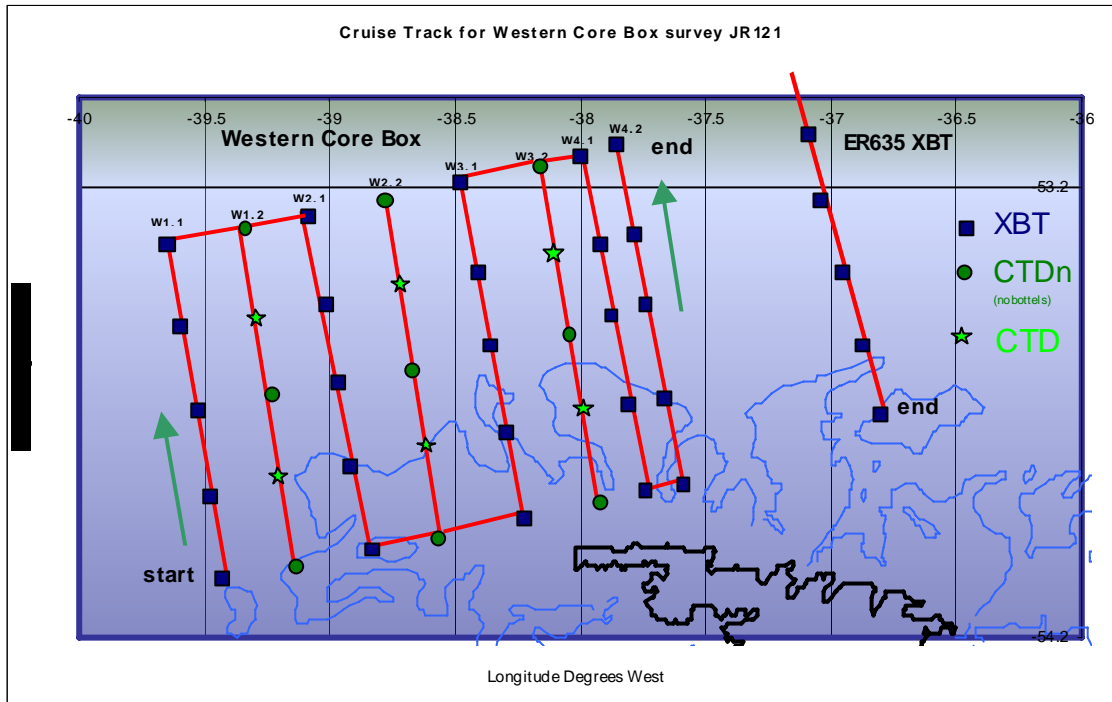 Cruise Track for Western Core Box survey JR121
-40
-39.5
-39
-38.5
-38
-37.5
-37
-36.5
-36
Western Core Box
W4.1
W4.2
end
ER635 XBT
W3.1
W3.2
W2.2
W2.1
W1.2
W1.1
-53.2
XBT
CTDn
(nobottels)
CTD
end
start
-54.2
Longitude Degrees West